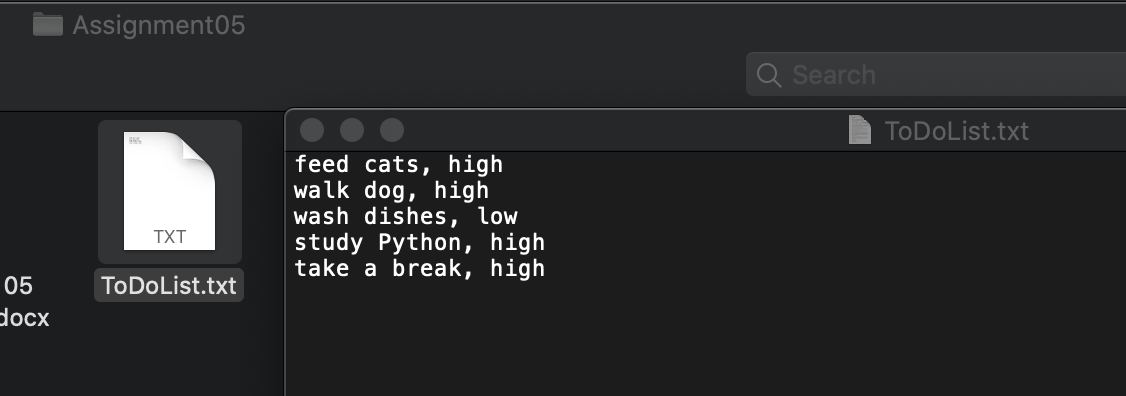 Assignment05
Search
TXT
ToDoList.txt
05
docx
ToDoList.txt
feed cats, high
walk dog, high
wash dishes, low
study Python, high
take a break, high